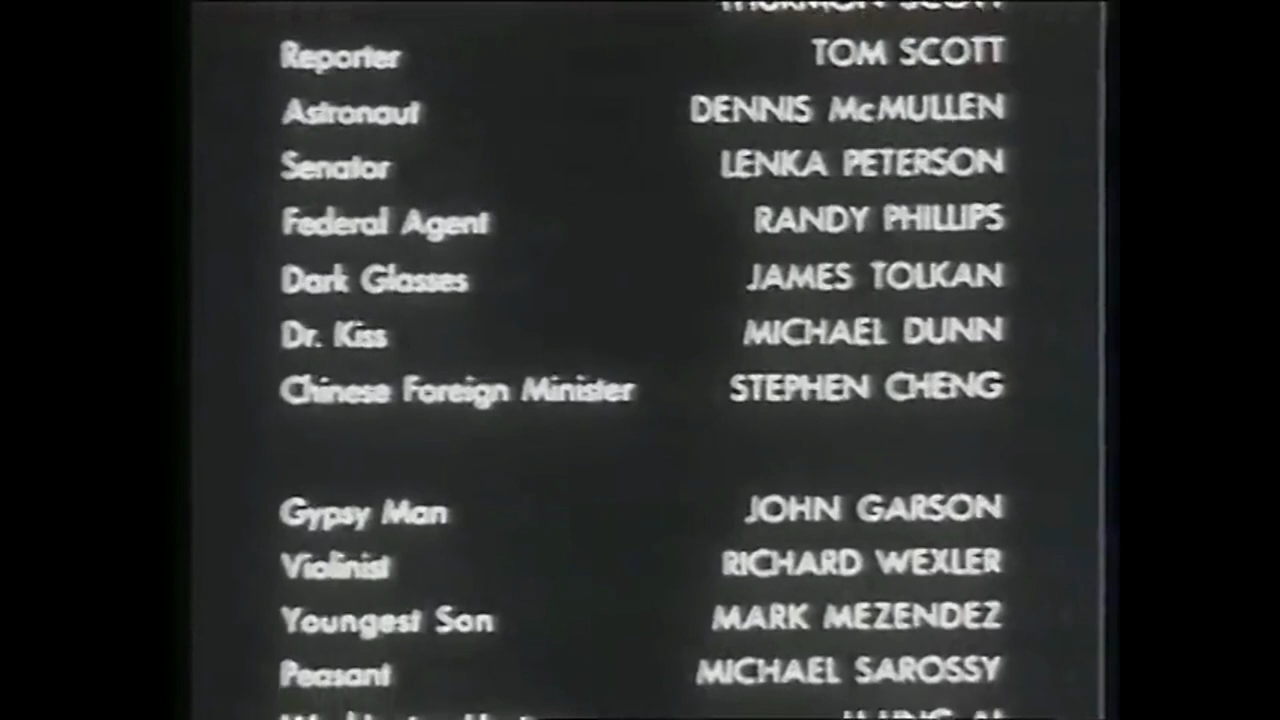 THURMON SCOTT
Reporter TOM SCOTT
Astronaut DENNIS McMULLEN
Senator LENKA PETERSON
Federal Agent RANDY PHILLIPS
Dark Glasses JAMES TOLKAN
Dr. Kiss MICHAEL DUNN
Chinese Foreign Minister STEPHEN CHENG
Gypsy Man JOHN GARSON
Violinist RICHARD WEXLER
Youngest Son MARK MEZENDEZ
Peasant MICHAEL SAROSSY